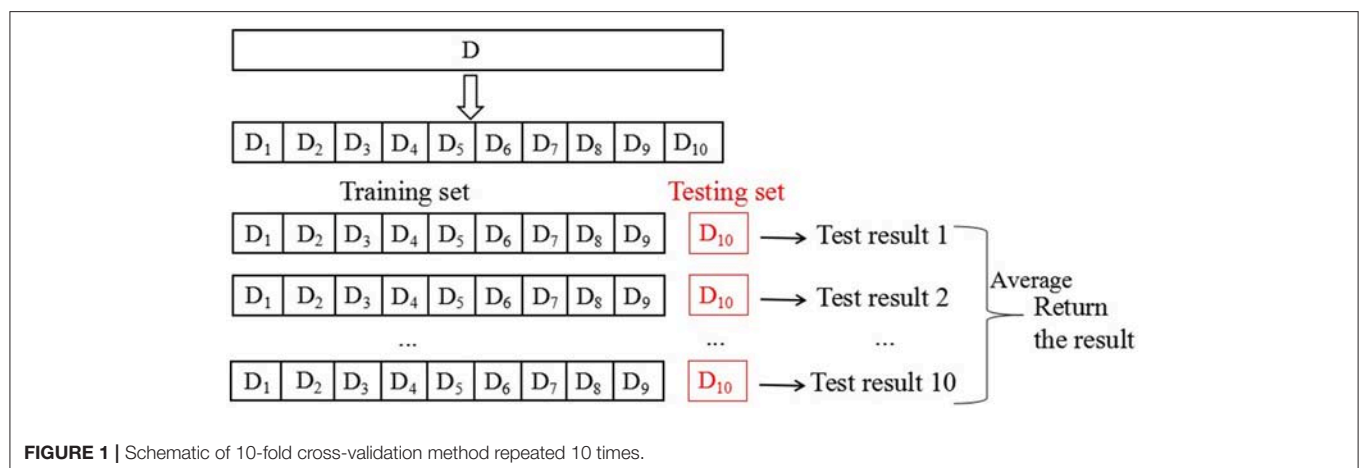 D
D₁ D₂ D₃ D₄ D₅ D₆ D₇ D₈ D₉ D₁₀
Training set Testing set
D₁ D₂ D₃ D₄ D₅ D₆ D₇ D₈ D₉ D₁₀ Test result 1
Average
D₁ D₂ D₃ D₄ D₅ D₆ D₇ D₈ D₉ D₁₀ Test result 2
Return
the result
... ... ...
D₁ D₂ D₃ D₄ D₅ D₆ D₇ D₈ D₉ D₁₀ Test result 10
FIGURE 1 | Schematic of 10-fold cross-validation method repeated 10 times.